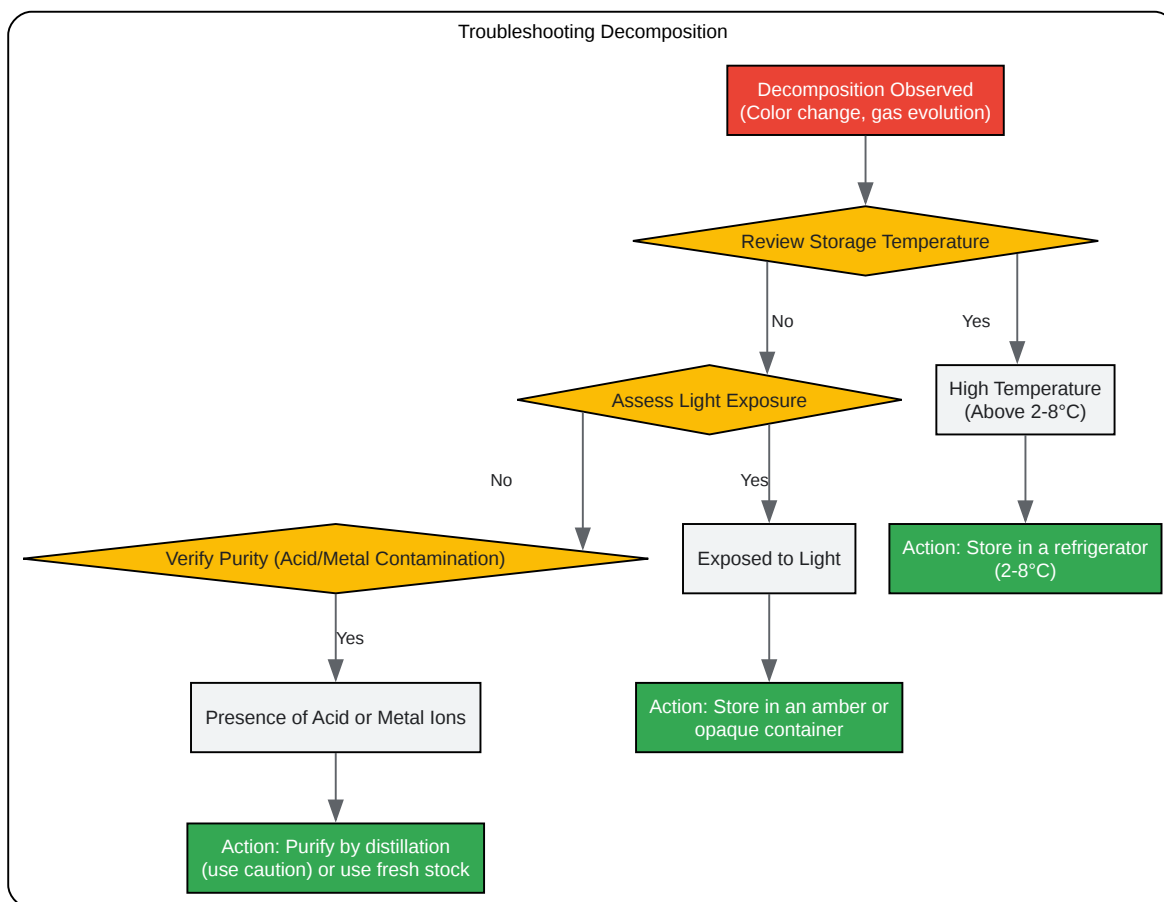 Troubleshooting Decomposition
Decomposition Observed
(Color change, gas evolution)
Review Storage Temperature
No
Yes
Assess Light Exposure
High Temperature
(Above 2-8°C)
No
Yes
Verify Purity (Acid/Metal Contamination)
Exposed to Light
Action: Store in a refrigerator
(2-8°C)
Yes
Presence of Acid or Metal Ions
Action: Store in an amber or
opaque container
Action: Purify by distillation
(use caution) or use fresh stock